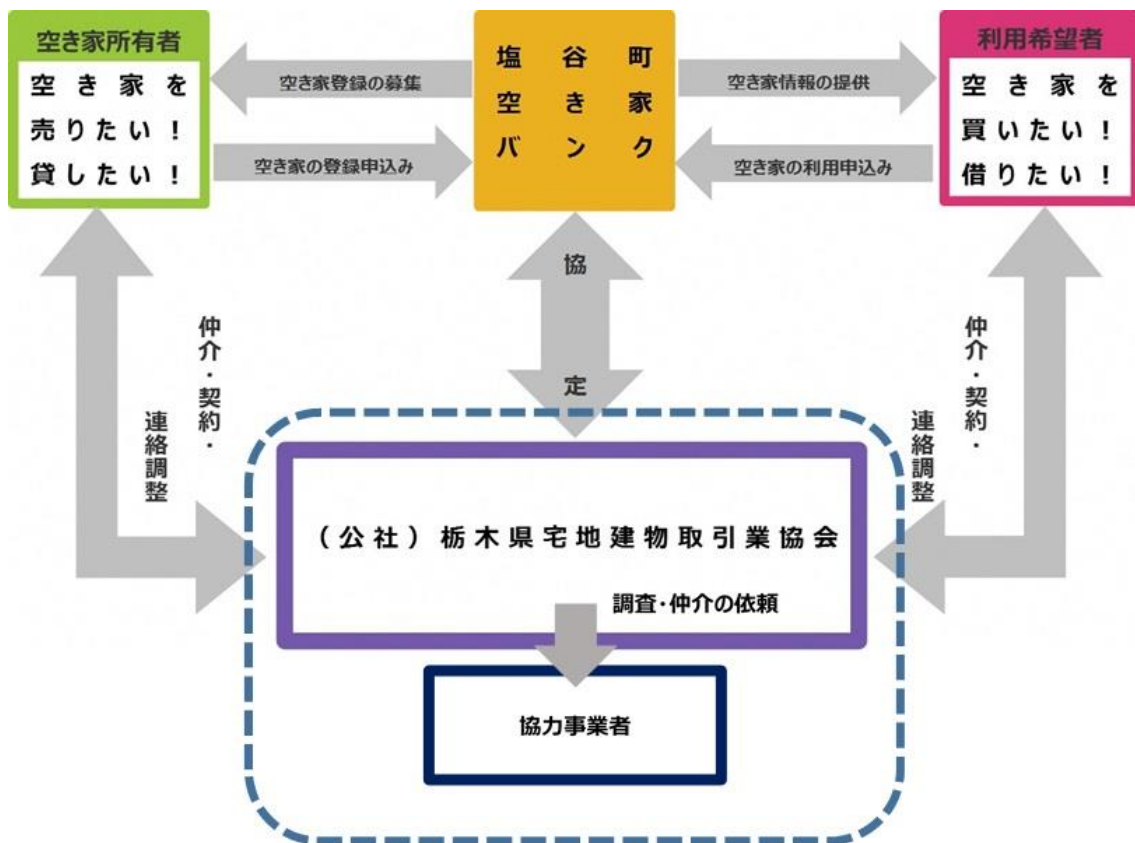 空き家所有者
空き家を
売りたい!
貸したい!
空き家登録の募集
空き家の登録申込み
塩谷町
空き家
バンク
空き家情報の提供
空き家の利用申込み
利用希望者
空き家を
買いたい!
借りたい!
協
定
仲介・契約・
連絡調整
仲介・契約・
連絡調整
(公社)栃木県宅地建物取引業協会
調査・仲介の依頼
協力事業者